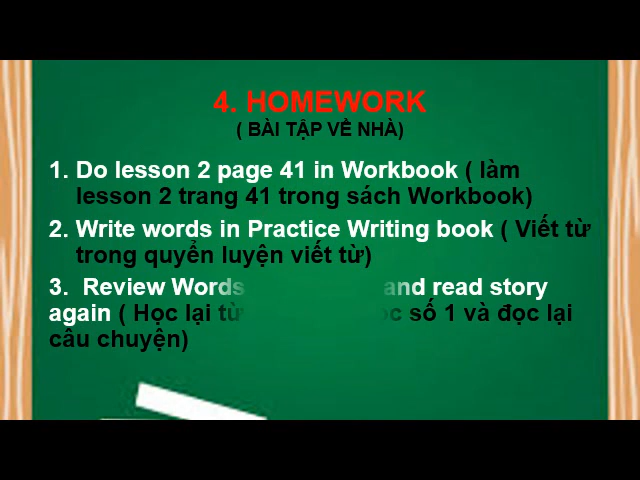 4. HOMEWORK
( BÀI TẬP VỀ NHÀ)
1. Do lesson 2 page 41 in Workbook ( làm
lesson 2 trang 41 trong sách Workbook)
2. Write words in Practice Writing book ( Viết từ
trong quyển luyện viết từ)
3. Review Words and read story
again ( Học lại từ số 1 và đọc lại
câu chuyện)